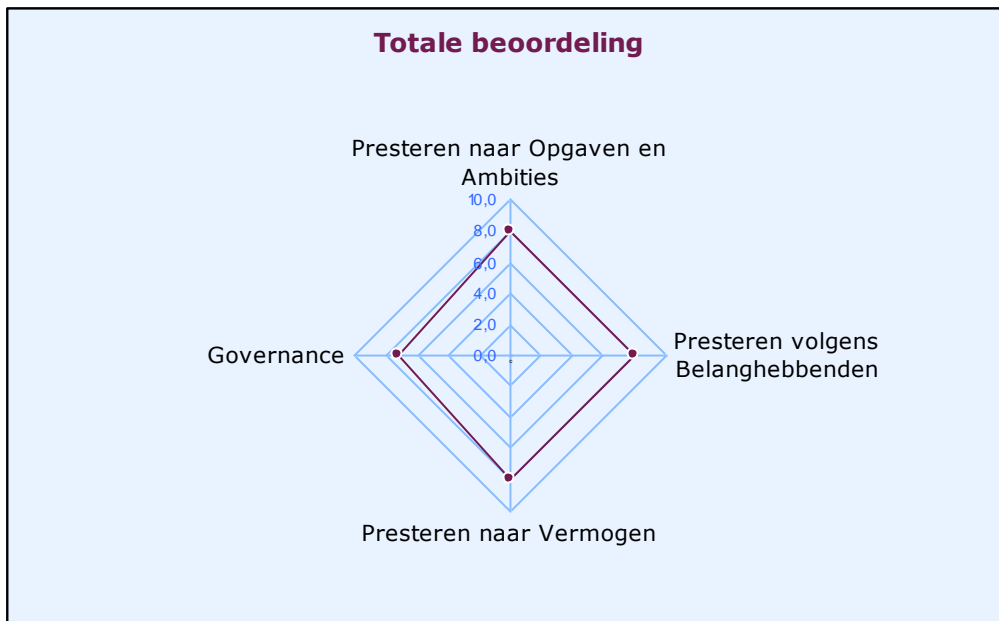 Totale beoordeling
Presteren naar Opgaven en
Ambities
10,0
8,0
6,0
4,0
2,0
0,0
Governance
Presteren volgens
Belanghebbenden
Presteren naar Vermogen